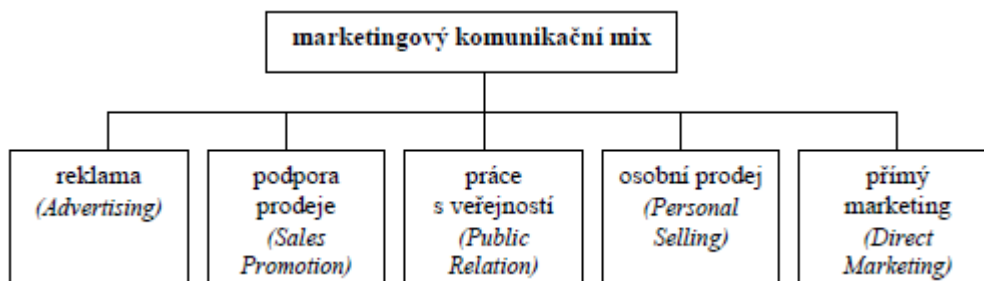 marketingový komunikační mix
reklama
(Advertising)
podpora
prodeje
(Sales
Promotion)
práce
s veřejností
(Public
Relation)
osobní prodej
(Personal
Selling)
přímý
marketing
(Direct
Marketing)